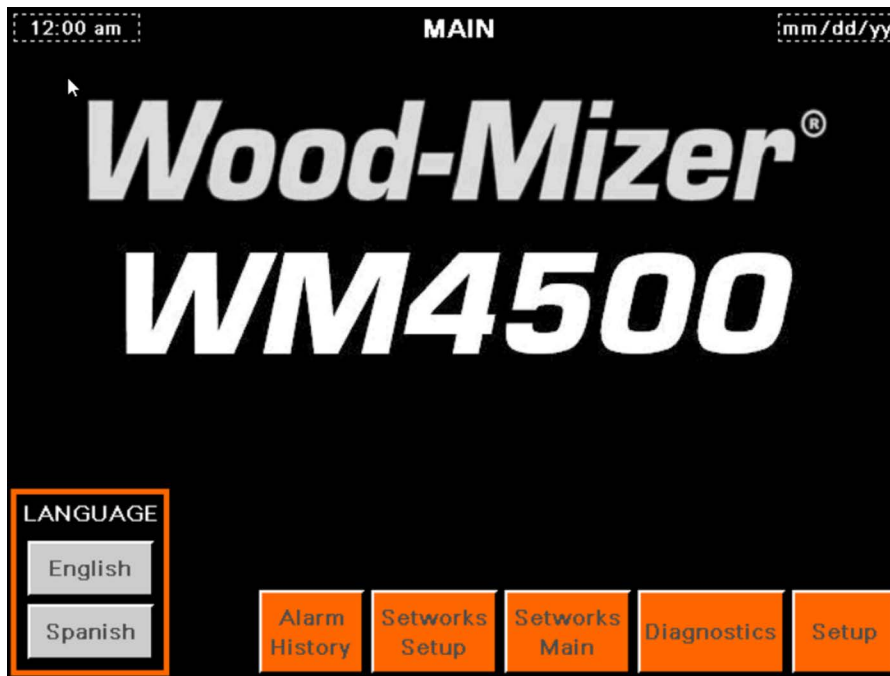 12:00 am
MAIN
mm/dd/yy
Wood-Mizer®
WM4500
LANGUAGE
English
Spanish
Alarm
History
Setworks
Setup
Setworks
Main
Diagnostics
Setup